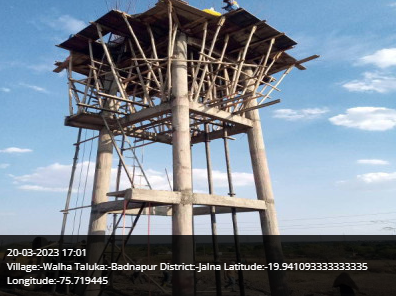 20-03-2023 17:01
Village:-Walha Taluka:-Badnapur District:-Jalna Latitude:-19.941093333333335
Longitude:-75.719445